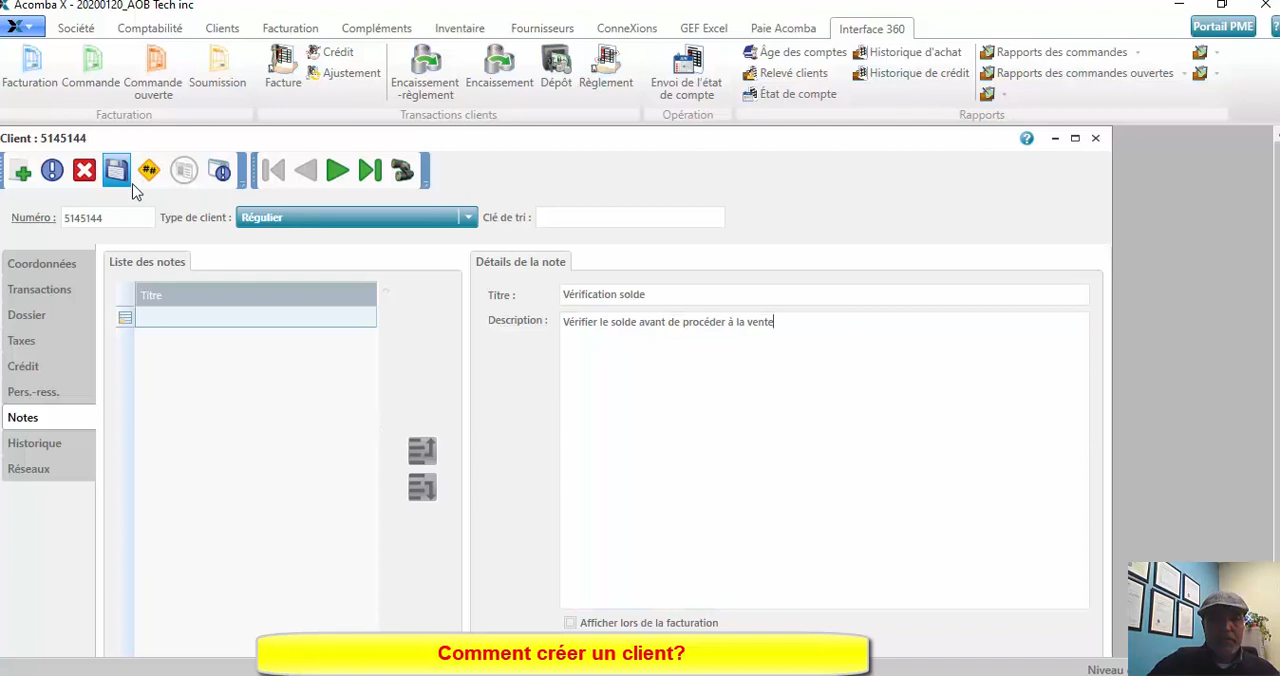 Acomba X - 20200120_AOB Tech inc
Société Comptabilité Clients Facturation Compléments Inventaire Fournisseurs ConneXions GEF Excel Paie Acomba Interface 360 Portail PME ?
Facturation Commande Commande ouverte Soumission
Facture Crédit Ajustement
Encaissement -règlement Encaissement Dépôt Règlement
Envoi de l'état de compte
Âge des comptes Historique d'achat Rapports des commandes
Relevé clients Historique de crédit Rapports des commandes ouvertes
État de compte
Facturation Transactions clients Opération Rapports
Client : 5145144
Numéro : 5145144 Type de client : Régulier Clé de tri :
Coordonnées
Transactions
Dossier
Taxes
Crédit
Pers.-ress.
Notes
Historique
Réseaux
Liste des notes
Titre
Détails de la note
Titre : Vérification solde
Description : Vérifier le solde avant de procéder à la vente
Afficher lors de la facturation
Comment créer un client?
Niveau